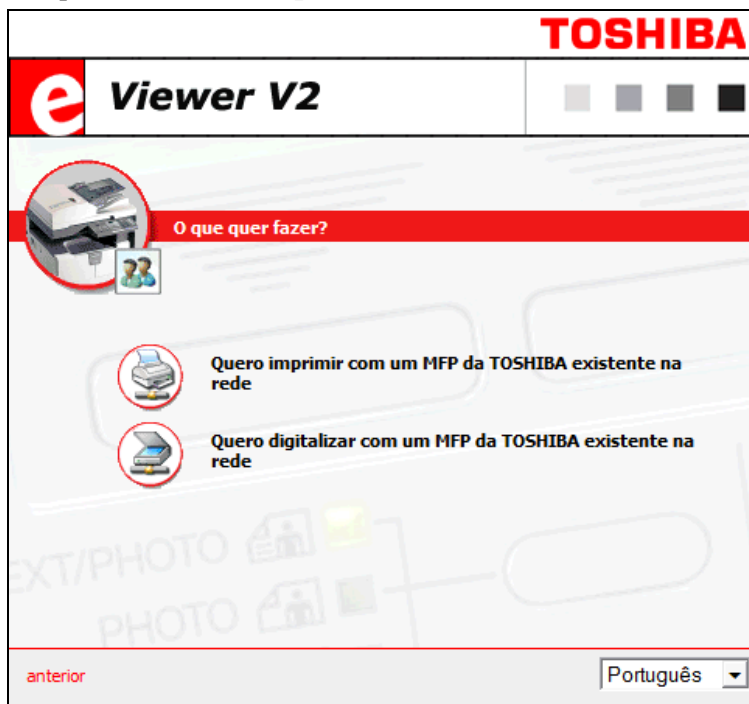 TOSHIBA
e Viewer V2
O que quer fazer?
Quero imprimir com um MFP da TOSHIBA existente na
rede
Quero digitalizar com um MFP da TOSHIBA existente na
rede
EXT/PHOTO
PHOTO
anterior
Português